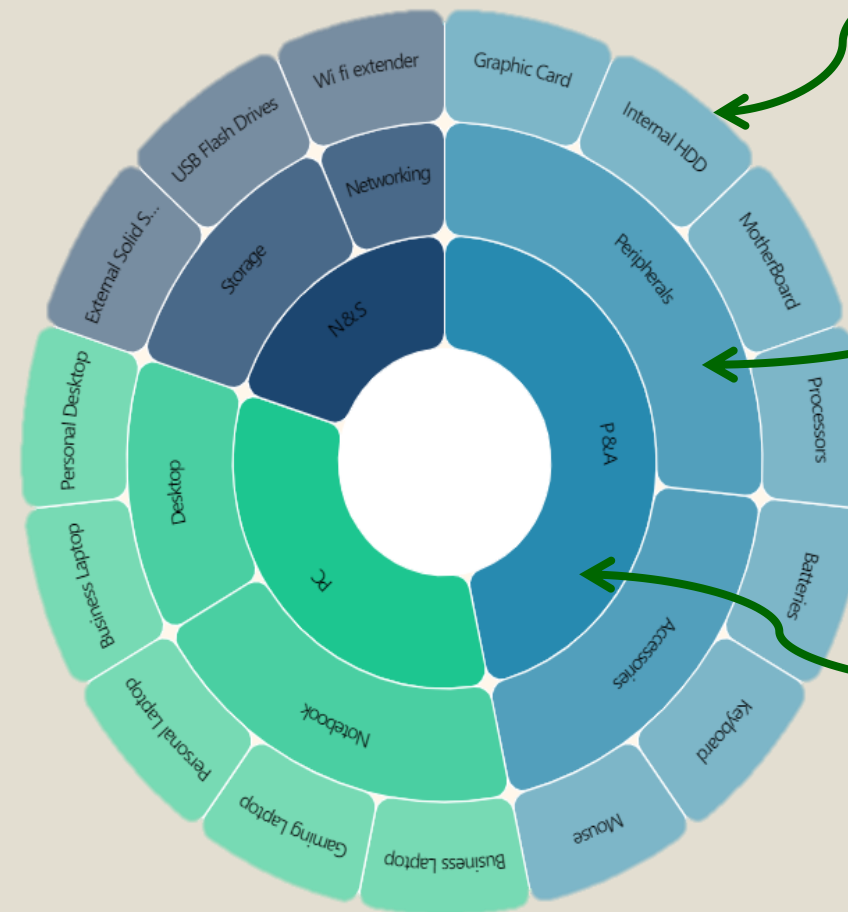 Wi fi extender
Graphic Card
USB Flash Drives
Internal HDD
Networking
External Solid S...
Storage
Peripherals
MotherBoard
N&S
Personal Desktop
Processors
P&A
Desktop
Business Laptop
PC
Batteries
Accessories
Personal Laptop
Notebook
Keyboard
Gaming Laptop
Mouse
Business Laptop